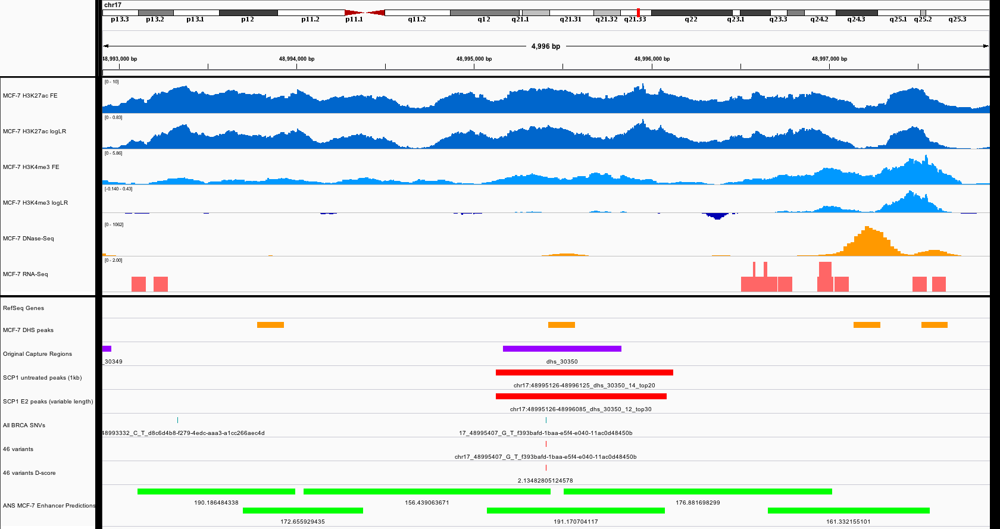 chr17
p13.3 p13.2 p13.1 p12 p11.2 p11.1 q11.2 q12 q21.1 q21.31 q21.32 q21.33 q22 q23.1 q23.3 q24.2 q24.3 q25.1 q25.2 q25.3
4,996 bp
48,993,000 bp 48,994,000 bp 48,995,000 bp 48,996,000 bp 48,997,000 bp
[0 - 10]
MCF-7 H3K27ac FE
[0 - 0.83]
MCF-7 H3K27ac logLR
[0 - 5.86]
MCF-7 H3K4me3 FE
[-0.140 - 0.43]
MCF-7 H3K4me3 logLR
[0 - 1062]
MCF-7 DNase-Seq
[0 - 2.00]
MCF-7 RNA-Seq
RefSeq Genes
MCF-7 DHS peaks
Original Capture Regions
_30349 dhs_30350
SCP1 untreated peaks (1kb)
chr17:48995126-48996125_dhs_30350_14_top20
SCP1 E2 peaks (variable length)
chr17:48995126-48996085_dhs_30350_12_top30
All BRCA SNVs
48993332_C_T_d8c6d4b8-f279-4edc-aaa3-a1cc266aec4d 17_48995407_G_T_f393bafd-1baa-e5f4-e040-11ac0d48450b
46 variants
chr17_48995407_G_T_f393bafd-1baa-e5f4-e040-11ac0d48450b
46 variants D-score
2.13482805124578
ANS MCF-7 Enhancer Predictions
190.186484338 156.439063671 176.881698299
172.655929435 191.170704117 161.332155101